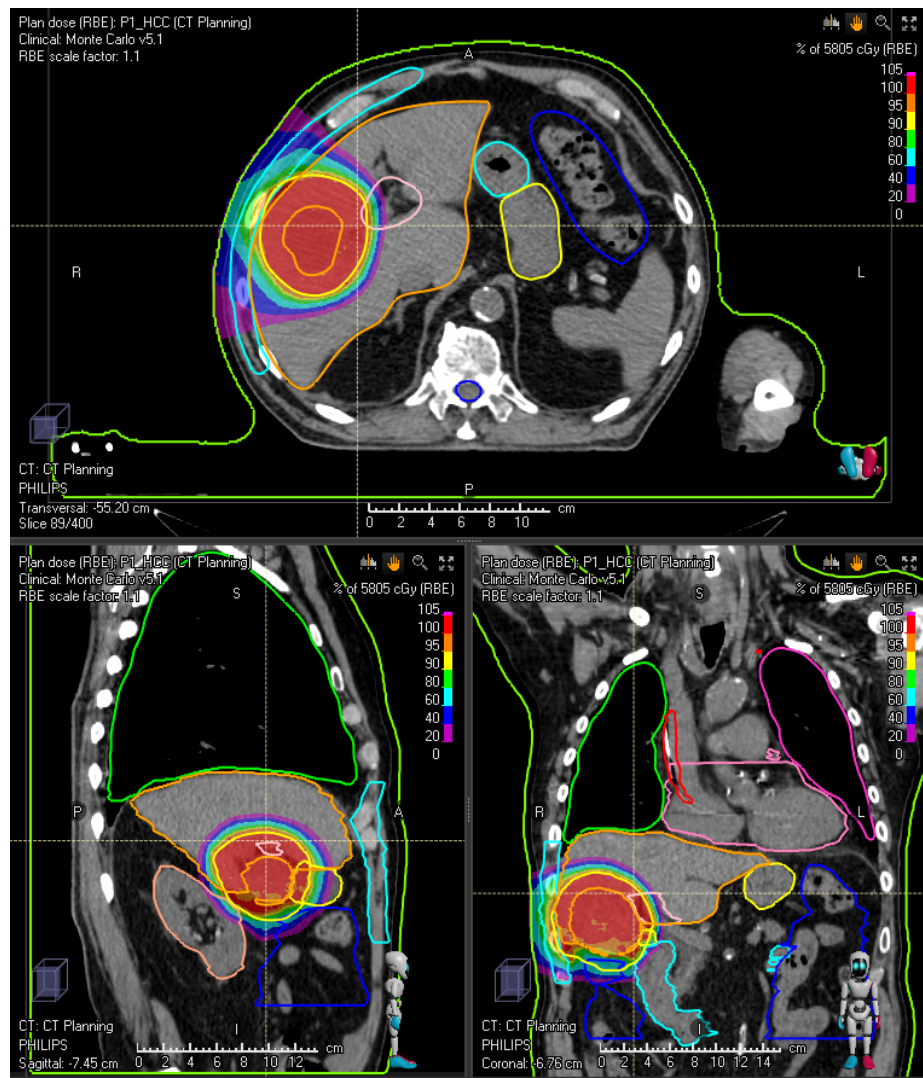 Plan dose (RBE): P1_HCC (CT Planning)
Clinical: Monte Carlo v5.1
RBE scale factor: 1.1
% of 5805 cGy (RBE)
105
100
95
90
80
60
40
20
0
A
R
L
P
CT: CT Planning
PHILIPS
Transversal: -55.20 cm
Slice 89/400
0 2 4 6 8 10 cm
Plan dose (RBE): P1_HCC (CT Planning)
Clinical: Monte Carlo v5.1
RBE scale factor: 1.1
% of 5805 cGy (RBE)
105
100
95
90
80
60
40
20
0
S
P
A
I
CT: CT Planning
PHILIPS
Sagittal: -7.45 cm
0 2 4 6 8 10 12 cm
Plan dose (RBE): P1_HCC (CT Planning)
Clinical: Monte Carlo v5.1
RBE scale factor: 1.1
% of 5805 cGy (RBE)
105
100
95
90
80
60
40
20
0
S
R
L
I
CT: CT Planning
PHILIPS
Coronal: -6.76 cm
0 2 4 6 8 10 12 14 cm